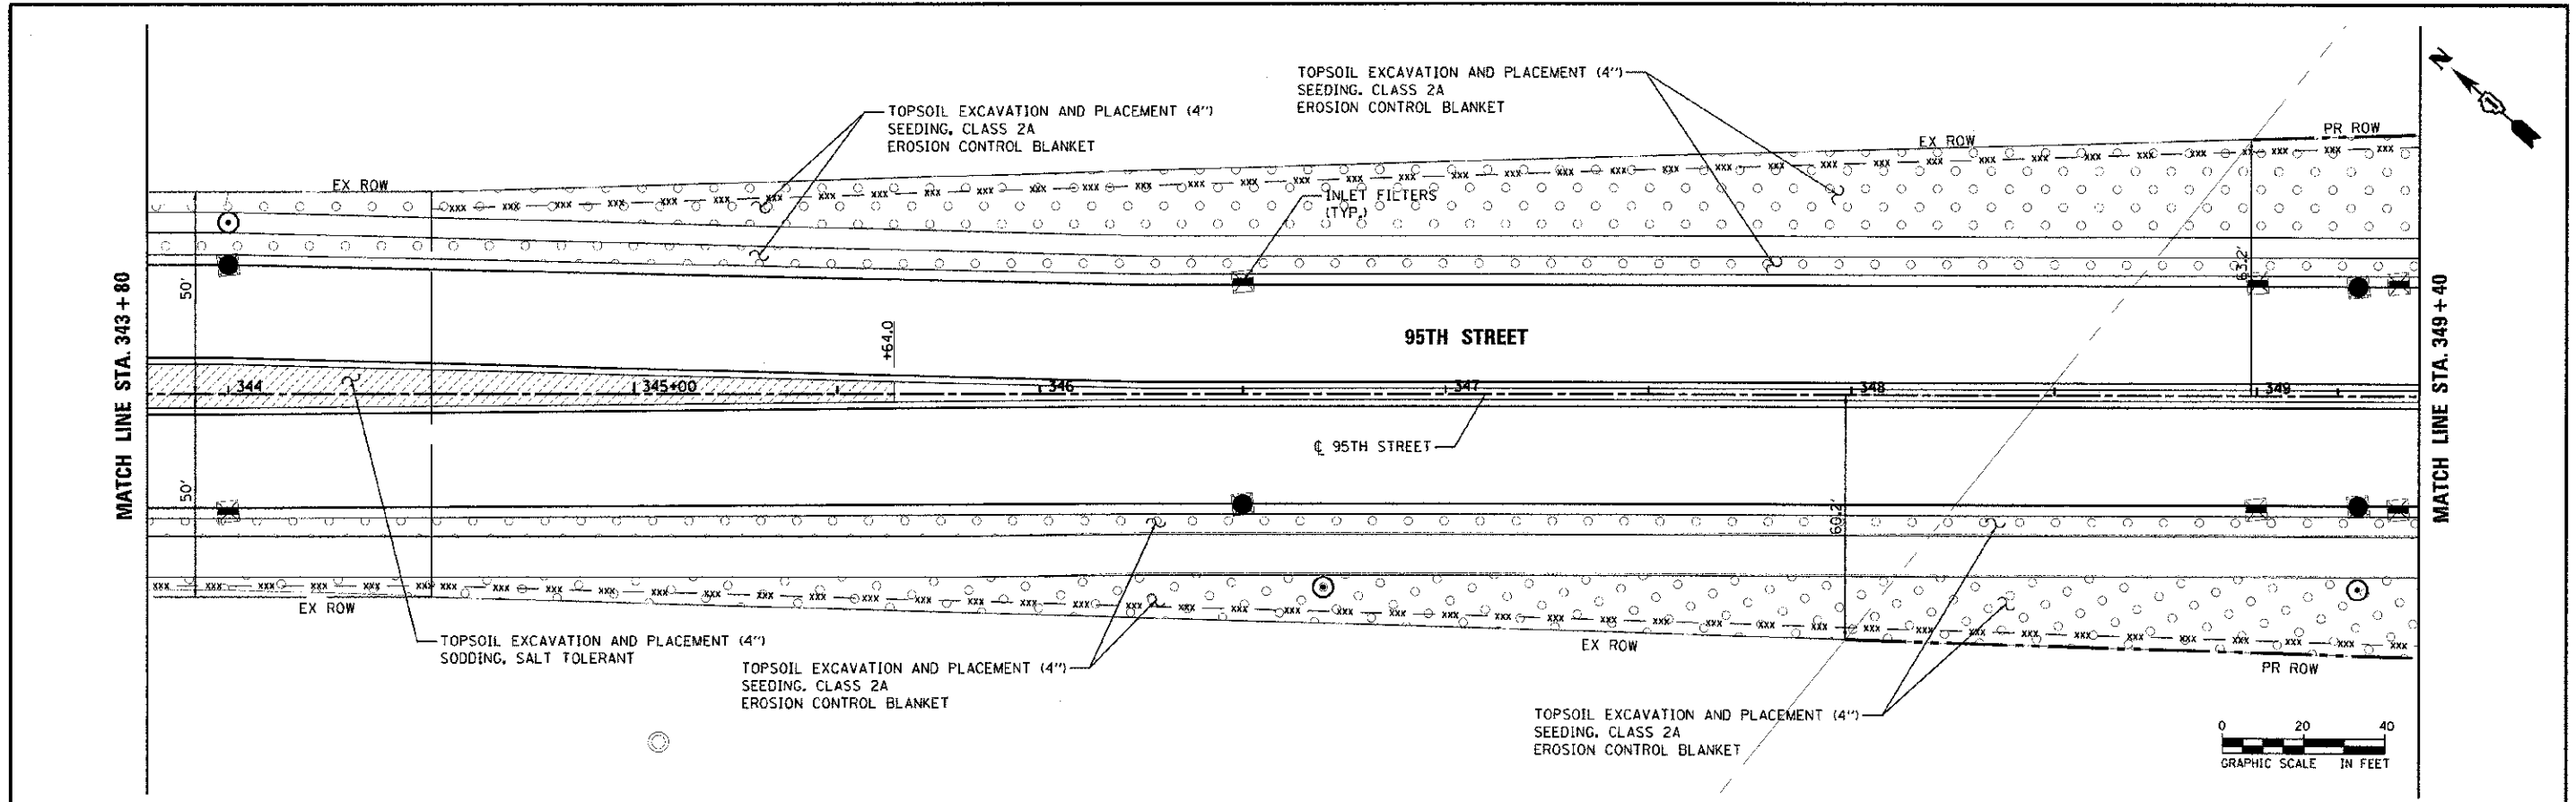 TOPSOIL EXCAVATION AND PLACEMENT (4")
SEEDING, CLASS 2A
EROSION CONTROL BLANKET
TOPSOIL EXCAVATION AND PLACEMENT (4")
SEEDING, CLASS 2A
EROSION CONTROL BLANKET
N
EX ROW
EX ROW
PR ROW
INLET FILTERS
(TYP.)
50'
63.2'
MATCH LINE STA. 343+80
MATCH LINE STA. 349+40
+64.0
95TH STREET
344
345+00
346
347
348
349
℄ 95TH STREET
50'
60.2'
EX ROW
EX ROW
PR ROW
TOPSOIL EXCAVATION AND PLACEMENT (4")
SODDING, SALT TOLERANT
TOPSOIL EXCAVATION AND PLACEMENT (4")
SEEDING, CLASS 2A
EROSION CONTROL BLANKET
TOPSOIL EXCAVATION AND PLACEMENT (4")
SEEDING, CLASS 2A
EROSION CONTROL BLANKET
0 20 40
GRAPHIC SCALE IN FEET